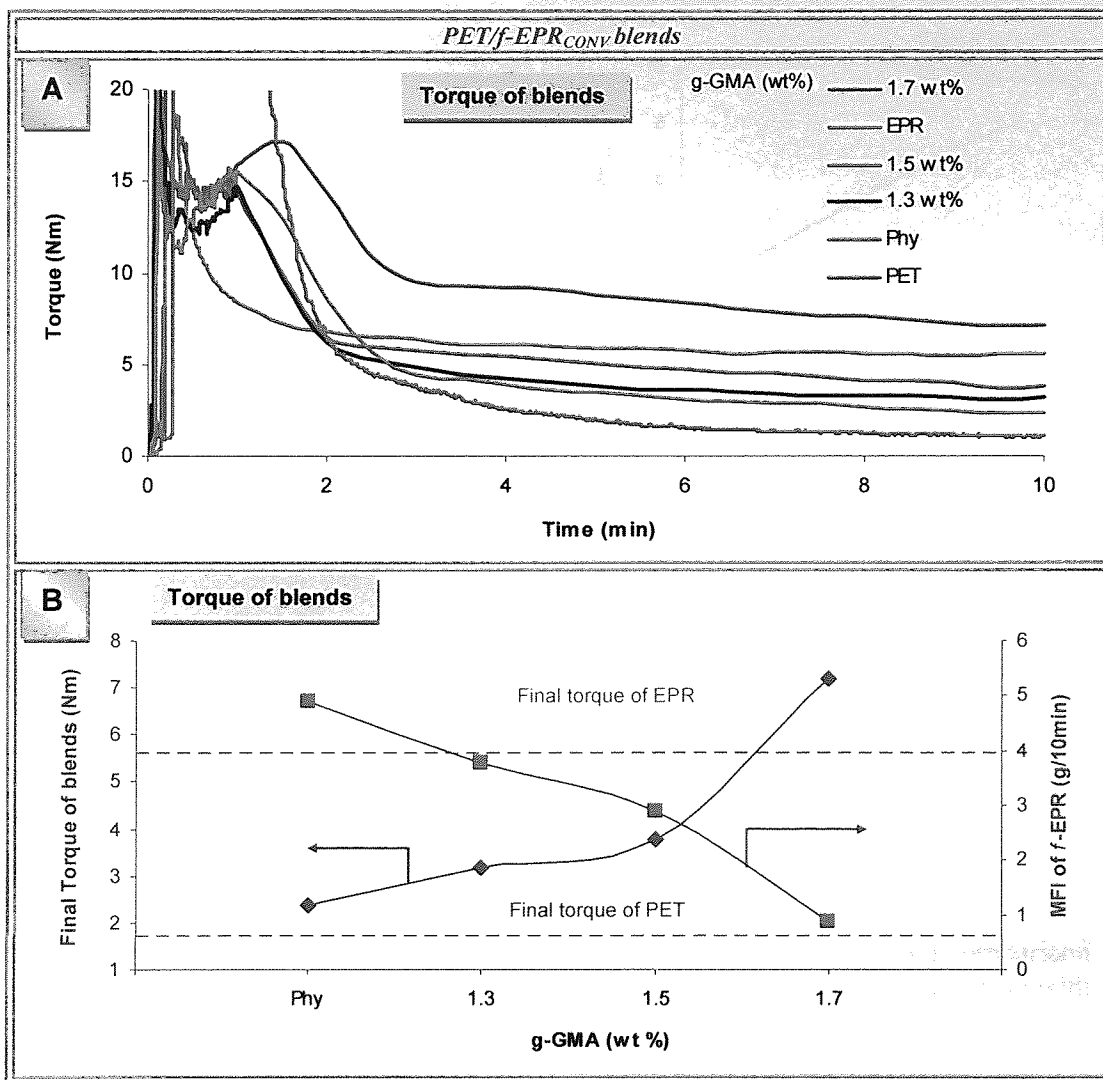 PET/f-EPRCONV blends
A
Torque of blends
g-GMA (wt%)
1.7 wt%
EPR
1.5 wt%
1.3 wt%
Phy
PET
20
15
10
5
0
Torque (Nm)
0 2 4 6 8 10
Time (min)
B
Torque of blends
8
7
6
5
4
3
2
1
Final Torque of blends (Nm)
Final torque of EPR
Final torque of PET
6
5
4
3
2
1
0
MFI of f-EPR (g/10min)
Phy 1.3 1.5 1.7
g-GMA (wt %)